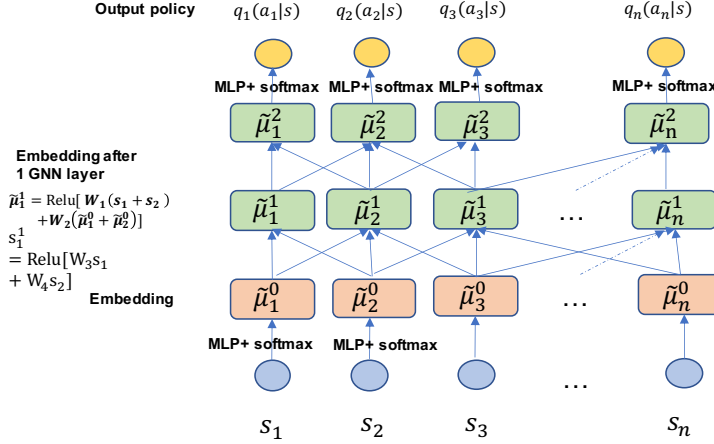 Output policy
q₁(a₁|s) q₂(a₂|s) q₃(a₃|s) qₙ(aₙ|s)
MLP+ softmax MLP+ softmax MLP+ softmax MLP+ softmax
μ̃₁² μ̃₂² μ̃₃² μ̃ₙ²
Embedding after
1 GNN layer
μ̃₁¹ = Relu[ W₁(s₁ + s₂)
+W₂(μ̃₁⁰ + μ̃₂⁰)]
s₁¹
= Relu[W₃s₁
+ W₄s₂]
μ̃₁¹ μ̃₂¹ μ̃₃¹ ... μ̃ₙ¹
Embedding
μ̃₁⁰ μ̃₂⁰ μ̃₃⁰ ... μ̃ₙ⁰
MLP+ softmax MLP+ softmax
...
s₁ s₂ s₃ sₙ